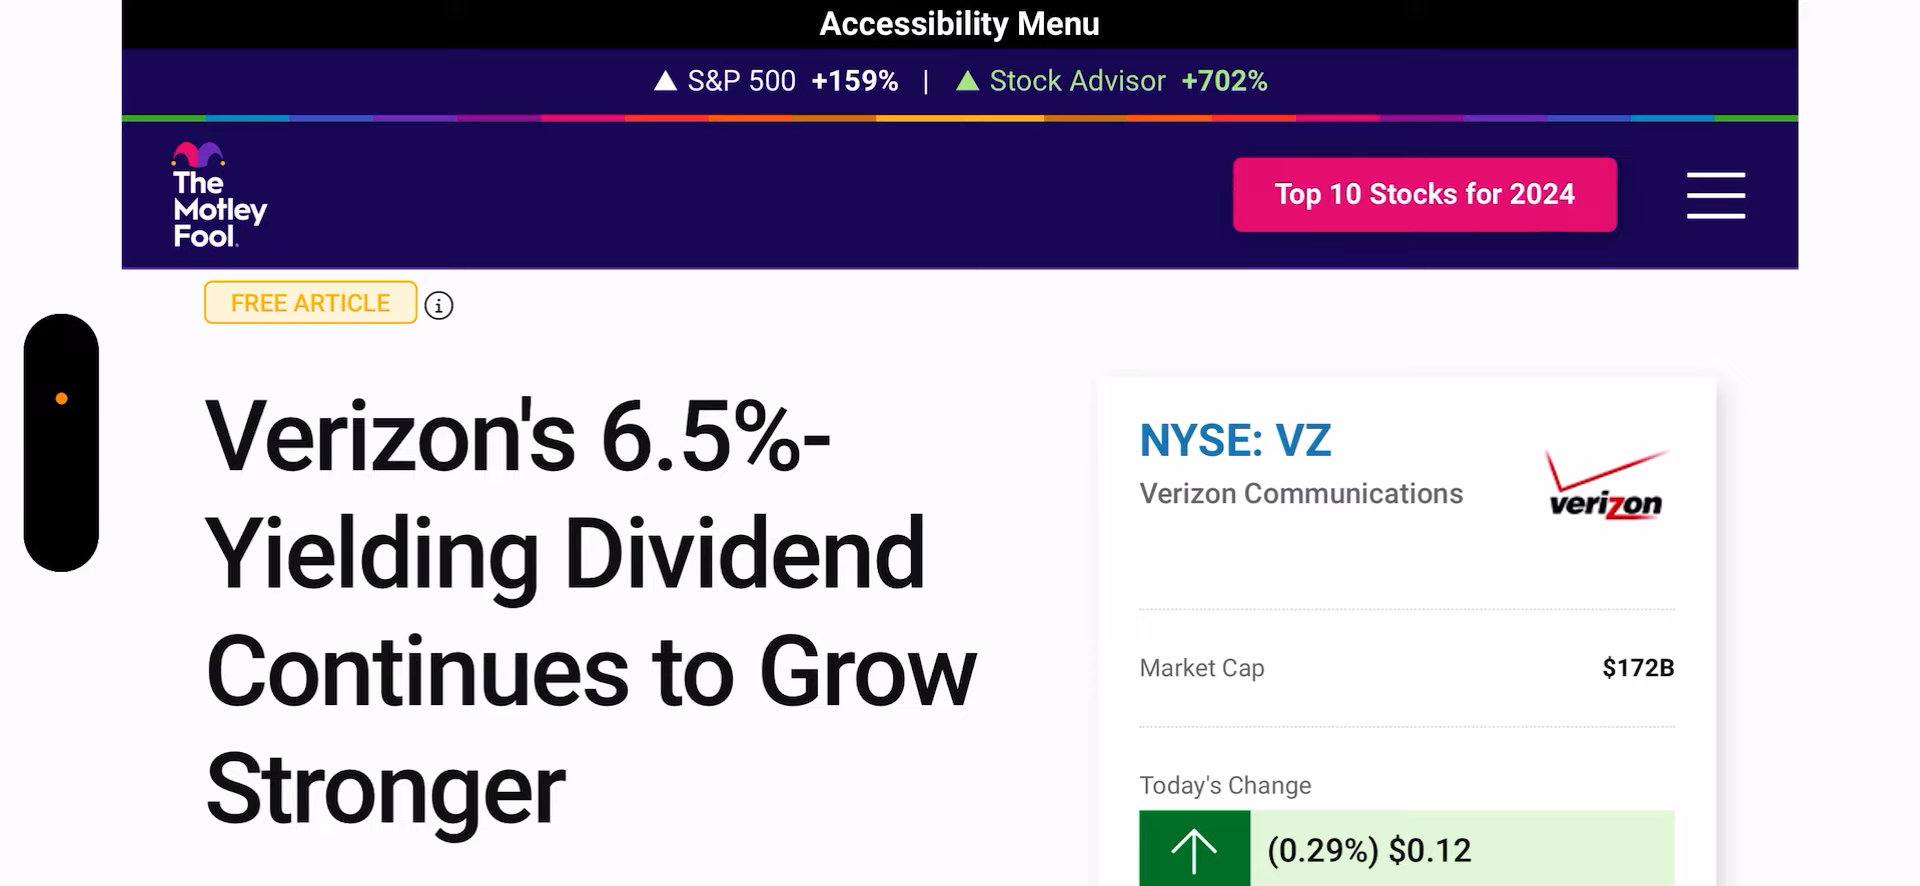 Accessibility Menu
▲ S&P 500 +159% | ▲ Stock Advisor +702%
The
Motley
Fool.
Top 10 Stocks for 2024
FREE ARTICLE
Verizon's 6.5%-
Yielding Dividend
Continues to Grow
Stronger
NYSE: VZ
Verizon Communications
verizon
Market Cap $172B
Today's Change
(0.29%) $0.12